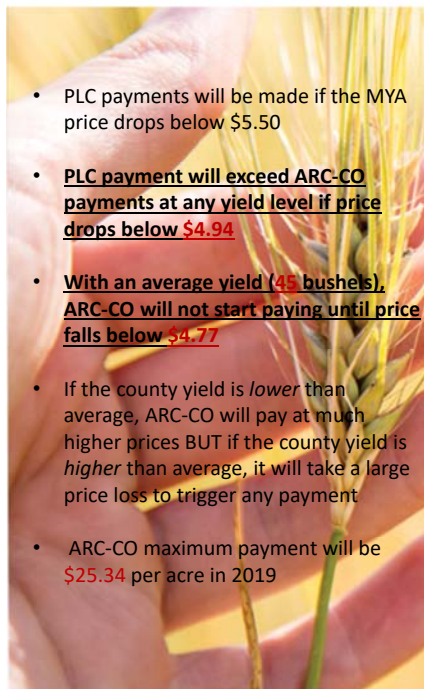 • PLC payments will be made if the MYA
price drops below $5.50
• PLC payment will exceed ARC-CO
payments at any yield level if price
drops below $4.94
• With an average yield (45 bushels),
ARC-CO will not start paying until price
falls below $4.77
• If the county yield is lower than
average, ARC-CO will pay at much
higher prices BUT if the county yield is
higher than average, it will take a large
price loss to trigger any payment
• ARC-CO maximum payment will be
$25.34 per acre in 2019